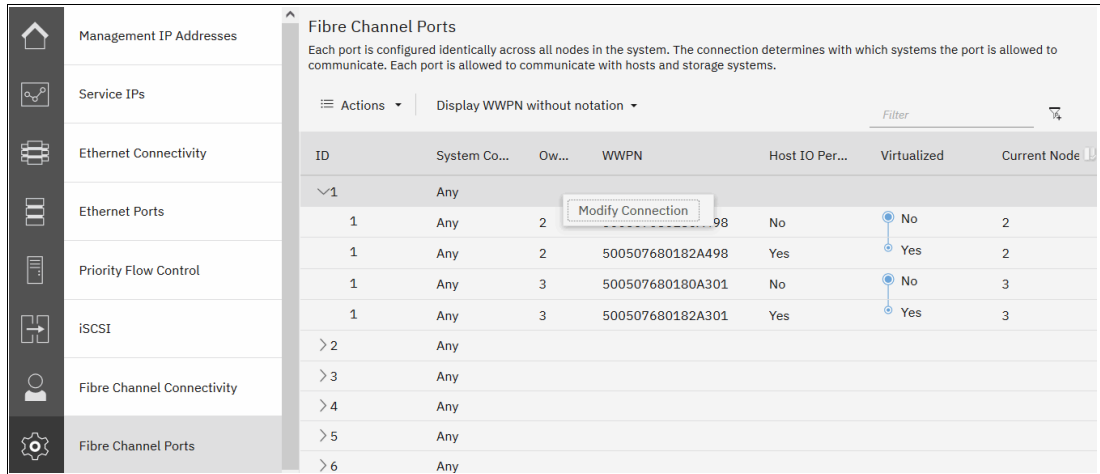 Fibre Channel Ports
Each port is configured identically across all nodes in the system. The connection determines with which systems the port is allowed to
communicate. Each port is allowed to communicate with hosts and storage systems.
Management IP Addresses
Service IPs
Ethernet Connectivity
Ethernet Ports
Priority Flow Control
iSCSI
Fibre Channel Connectivity
Fibre Channel Ports
Actions Display WWPN without notation Filter
ID System Co... Ow... WWPN Host IO Per... Virtualized Current Node
1 Any
Modify Connection
1 Any 2 98 No No 2
1 Any 2 500507680182A498 Yes Yes 2
1 Any 3 500507680180A301 No No 3
1 Any 3 500507680182A301 Yes Yes 3
2 Any
3 Any
4 Any
5 Any
6 Any